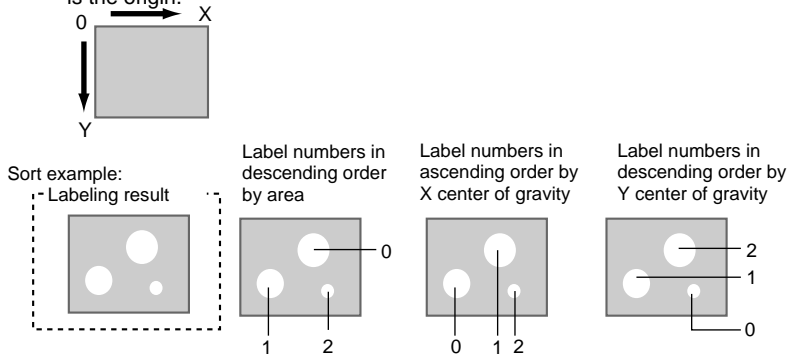 is the origin.
0 X
Y
Sort example:
Labeling result
Label numbers in
descending order
by area
0
1 2
Label numbers in
ascending order by
X center of gravity
0 1 2
Label numbers in
descending order by
Y center of gravity
2
1
0